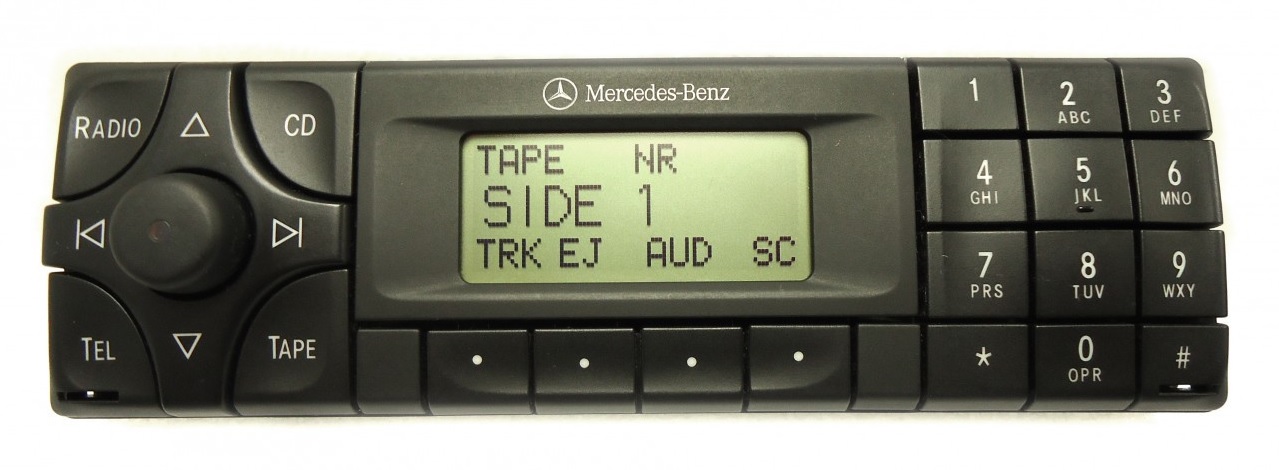 Mercedes-Benz
RADIO
CD
TEL
TAPE
TAPE NR
SIDE 1
TRK EJ AUD SC
1
2
ABC
3
DEF
4
GHI
5
JKL
6
MNO
7
PRS
8
TUV
9
WXY
*
0
OPR
#